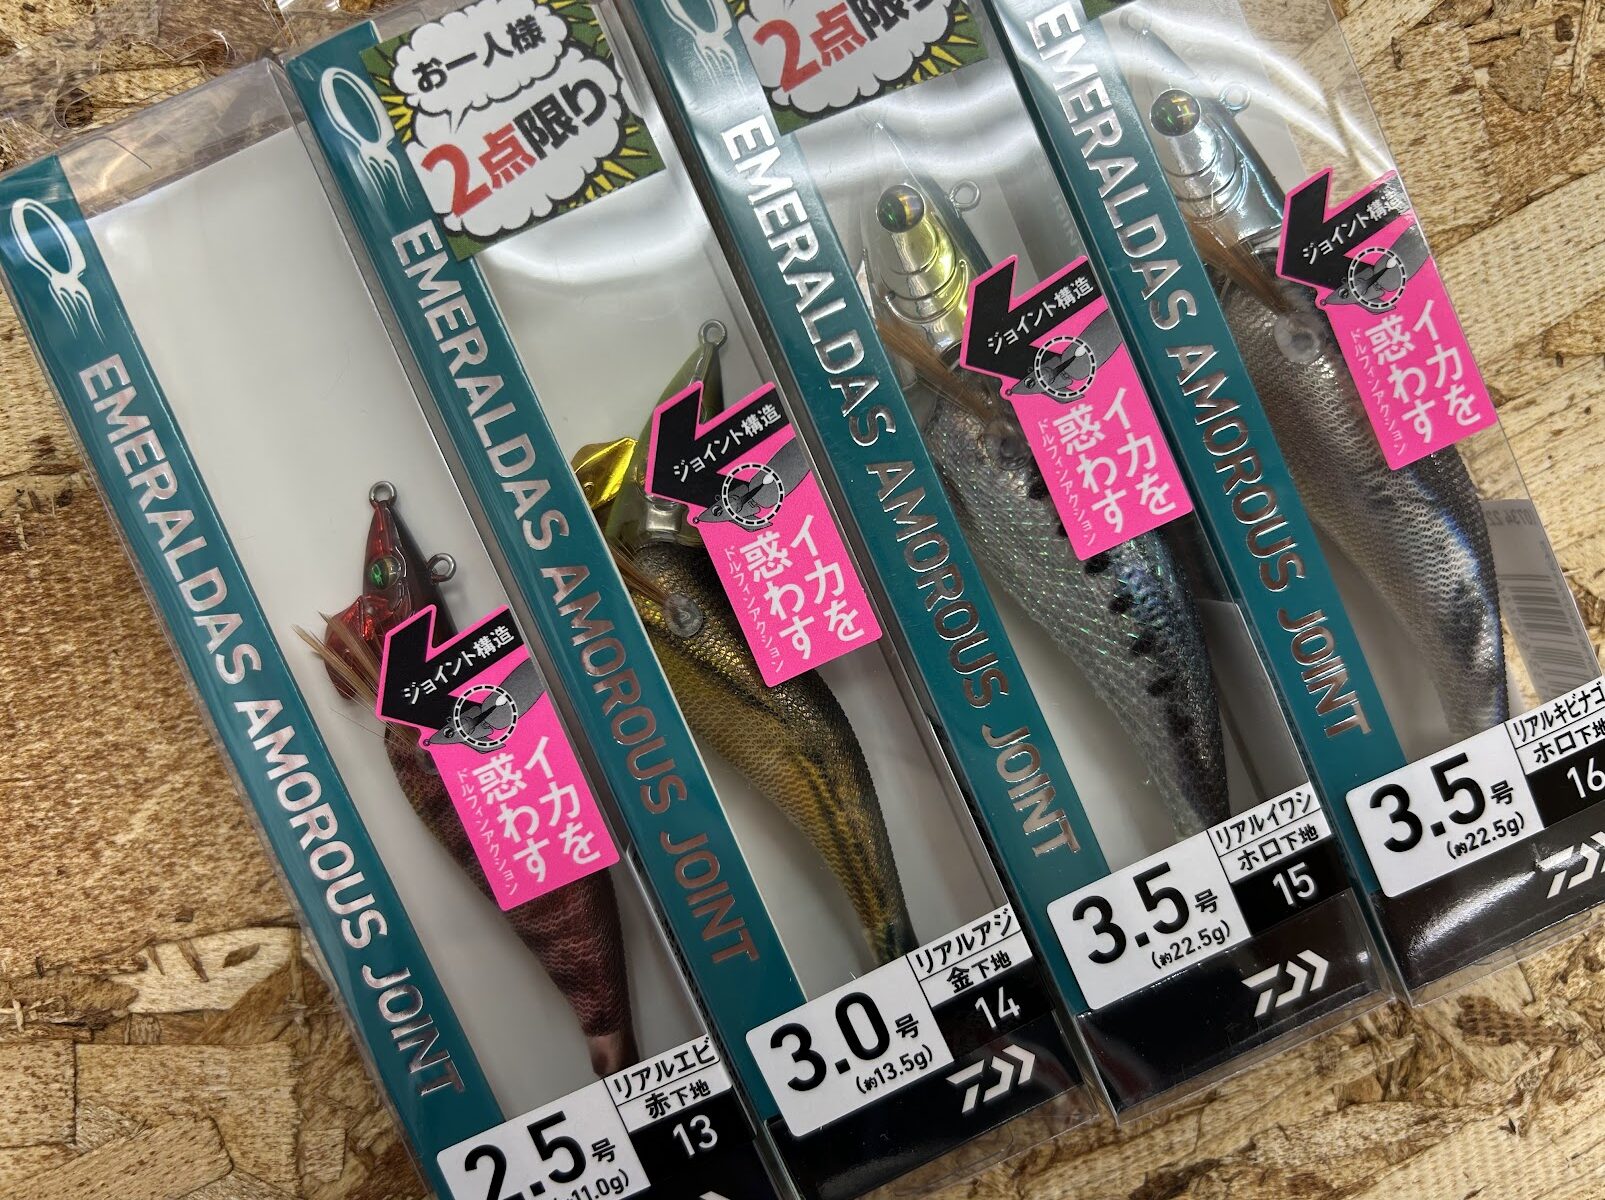 EMERALDAS AMOROUS JOINT
ジョイント構造
イカを
惑わす
ドルフィンアクション
リアルエビ
赤下地
13
2.5号
11.0g)
お一人様
2点限り
EMERALDAS AMOROUS JOINT
ジョイント構造
イカを
惑わす
ドルフィンアクション
リアルアジ
金下地
14
3.0号
(約13.5g)
2点限り
EMERALDAS AMOROUS JOINT
ジョイント構造
イカを
惑わす
ドルフィンアクション
リアルイワシ
ホロ下地
15
3.5号
(約22.5g)
EMERALDAS AMOROUS JOINT
ジョイント構造
イカを
惑わす
ドルフィンアクション
リアルキビナゴ
ホロ下地
16
3.5号
(約22.5g)